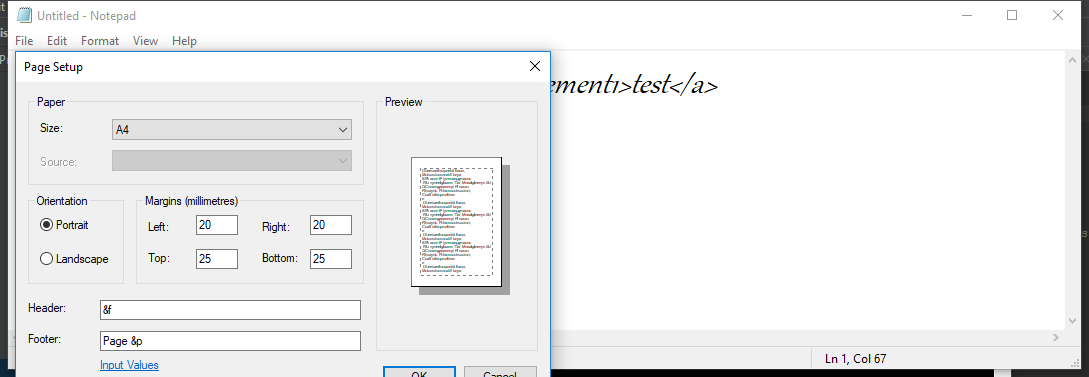 Untitled - Notepad
File Edit Format View Help
ement1>test</a>
Page Setup
Paper
Size: A4
Source:
Preview
Orientation
Portrait
Landscape
Margins (millimetres)
Left: 20 Right: 20
Top: 25 Bottom: 25
Header: &f
Footer: Page &p
Input Values
OK Cancel
Ln 1, Col 67